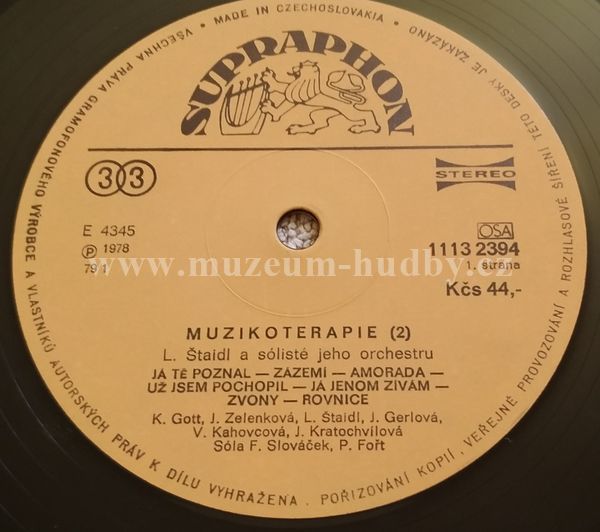 VŠECHNA PRÁVA GRAMOFONOVÉHO VÝROBCE A VLASTNÍKŮ AUTORSKÝCH PRÁV K DÍLU VYHRAŽENA. POŘIZOVÁNÍ KOPIÍ, VEŘEJNÉ PROVOZOVÁNÍ A ROZHLASOVÉ ŠÍŘENÍ TÉTO DESKY JE ZAKÁZÁNO • MADE IN CZECHOSLOVAKIA •
SUPRAPHON
33
STEREO
E 4345
Ⓟ 1978
79 1
OSA
1113 2394
1. strana
Kčs 44,-
www.muzeum-hudby.cz
MUZIKOTERAPIE (2)
L. Štaidl a sólisté jeho orchestru
JÁ TĚ POZNAL — ZÁZEMÍ — AMORADA —
UŽ JSEM POCHOPIL — JÁ JENOM ZÍVÁM —
ZVONY — ROVNICE
K. Gott, J. Zelenková, L. Štaidl, J. Gerlová,
V. Kahovcová, J. Kratochvílová
Sóla F. Slováček, P. Fořt